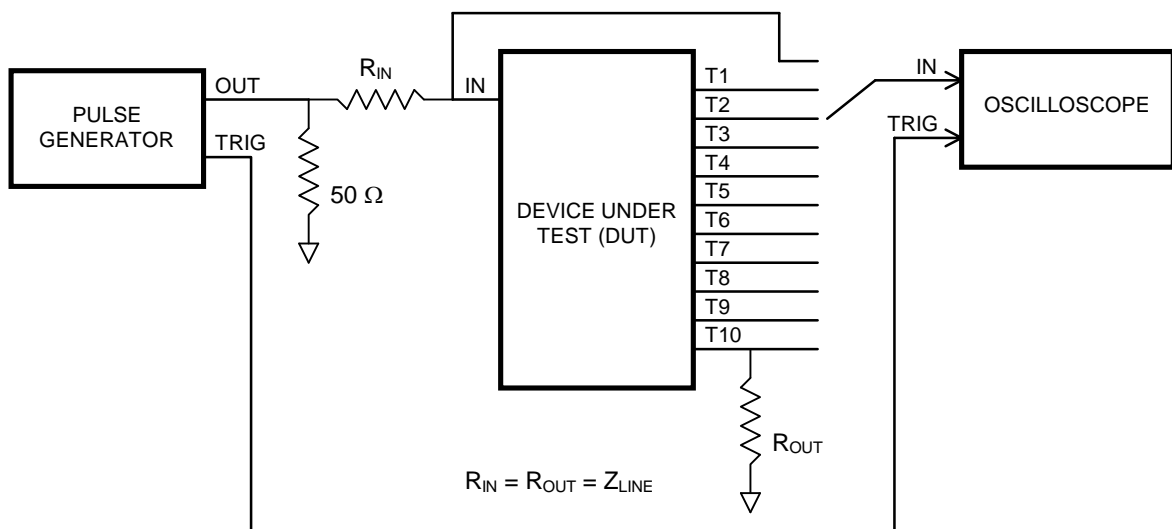 PULSE
GENERATOR
OUT
TRIG
R_IN
50 Ω
IN
DEVICE UNDER
TEST (DUT)
T1
T2
T3
T4
T5
T6
T7
T8
T9
T10
R_OUT
IN
TRIG
OSCILLOSCOPE
R_IN = R_OUT = Z_LINE